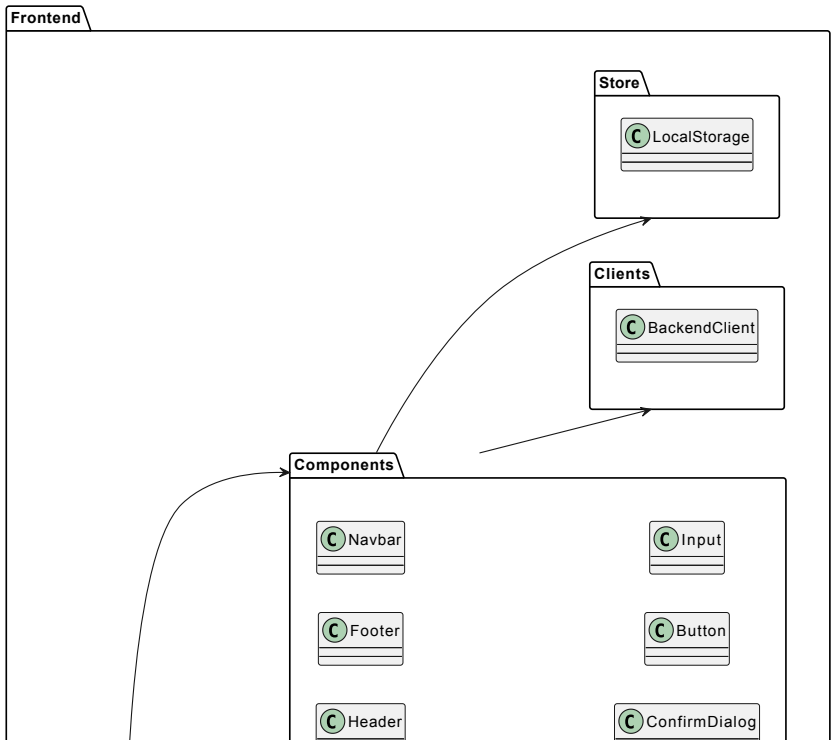 Frontend
Store
C LocalStorage
Clients
C BackendClient
Components
C Navbar
C Input
C Footer
C Button
C Header
C ConfirmDialog